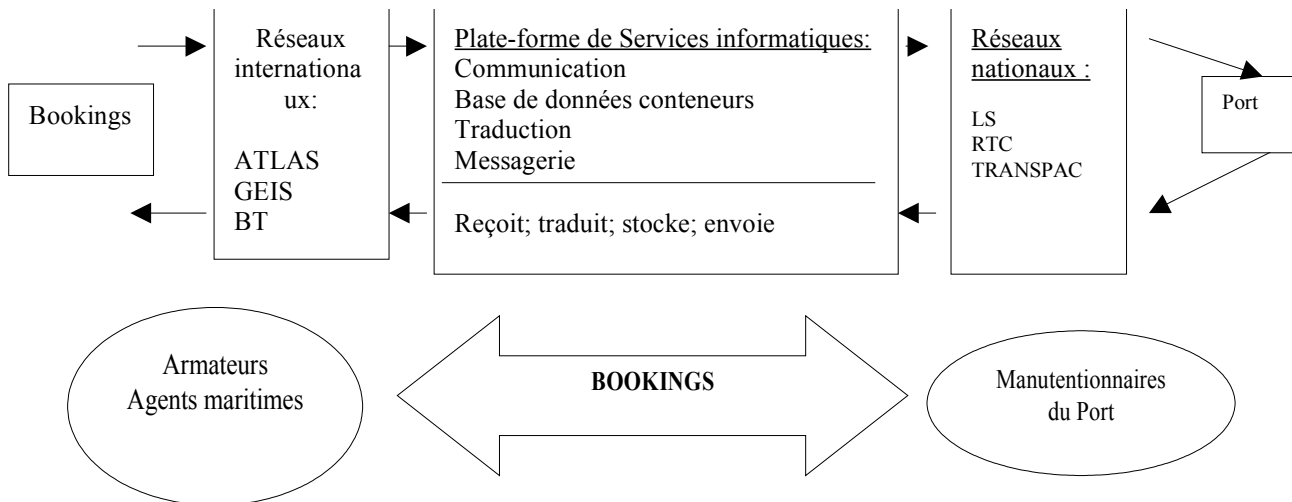 Bookings
Réseaux
internationa
ux:
ATLAS
GEIS
BT
Plate-forme de Services informatiques:
Communication
Base de données conteneurs
Traduction
Messagerie
Reçoit; traduit; stocke; envoie
Réseaux
nationaux :
LS
RTC
TRANSPAC
Port
Armateurs
Agents maritimes
BOOKINGS
Manutentionnaires
du Port